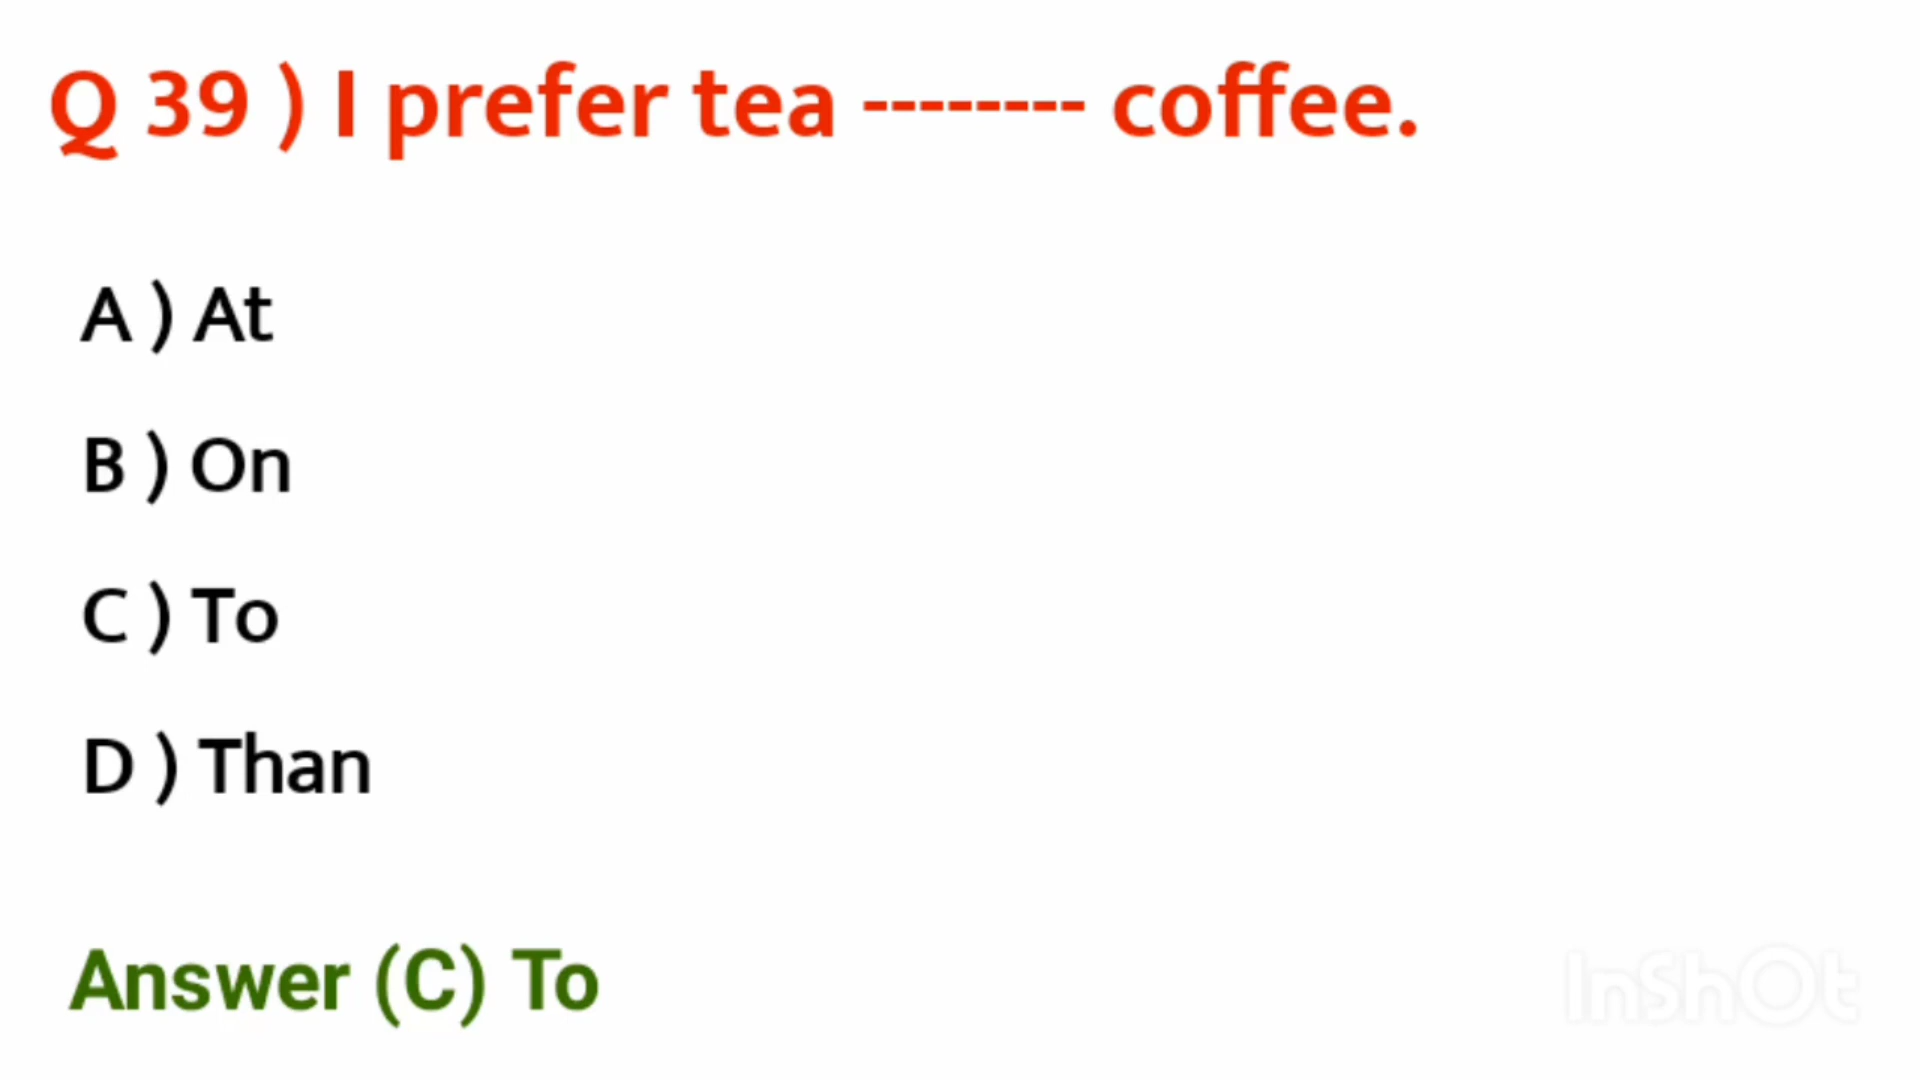 Q 39 ) I prefer tea -------- coffee.
A ) At
B ) On
C ) To
D ) Than
Answer (C) To
InShOt